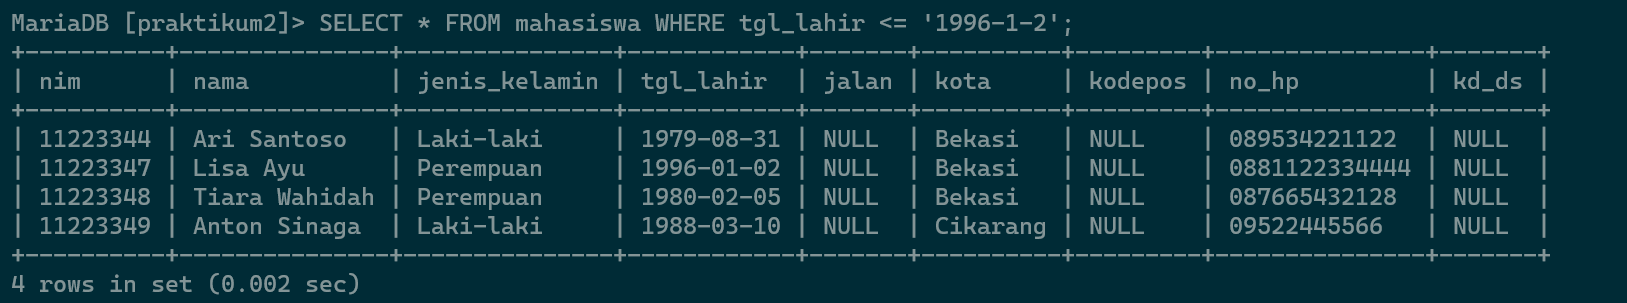 MariaDB [praktikum2]> SELECT * FROM mahasiswa WHERE tgl_lahir <= '1996-1-2';
+----------+---------------+---------------+------------+-------+----------+---------+---------------+-------+
| nim      | nama          | jenis_kelamin | tgl_lahir  | jalan | kota     | kodepos | no_hp         | kd_ds |
+----------+---------------+---------------+------------+-------+----------+---------+---------------+-------+
| 11223344 | Ari Santoso   | Laki-laki     | 1979-08-31 | NULL  | Bekasi   | NULL    | 089534221122  | NULL  |
| 11223347 | Lisa Ayu      | Perempuan     | 1996-01-02 | NULL  | Bekasi   | NULL    | 0881122334444 | NULL  |
| 11223348 | Tiara Wahidah | Perempuan     | 1980-02-05 | NULL  | Bekasi   | NULL    | 087665432128  | NULL  |
| 11223349 | Anton Sinaga  | Laki-laki     | 1988-03-10 | NULL  | Cikarang | NULL    | 09522445566   | NULL  |
+----------+---------------+---------------+------------+-------+----------+---------+---------------+-------+
4 rows in set (0.002 sec)